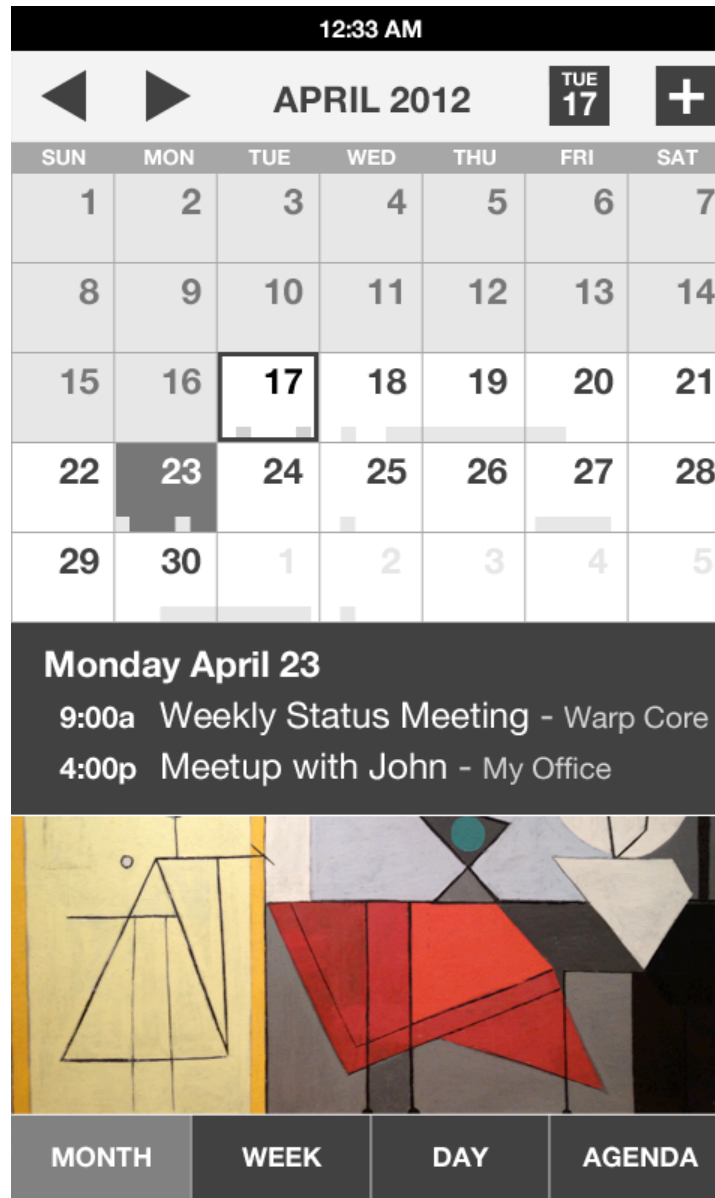 12:33 AM
APRIL 2012 TUE 17 +
SUN MON TUE WED THU FRI SAT
1 2 3 4 5 6 7
8 9 10 11 12 13 14
15 16 17 18 19 20 21
22 23 24 25 26 27 28
29 30 1 2 3 4 5
Monday April 23
9:00a Weekly Status Meeting - Warp Core
4:00p Meetup with John - My Office
MONTH WEEK DAY AGENDA